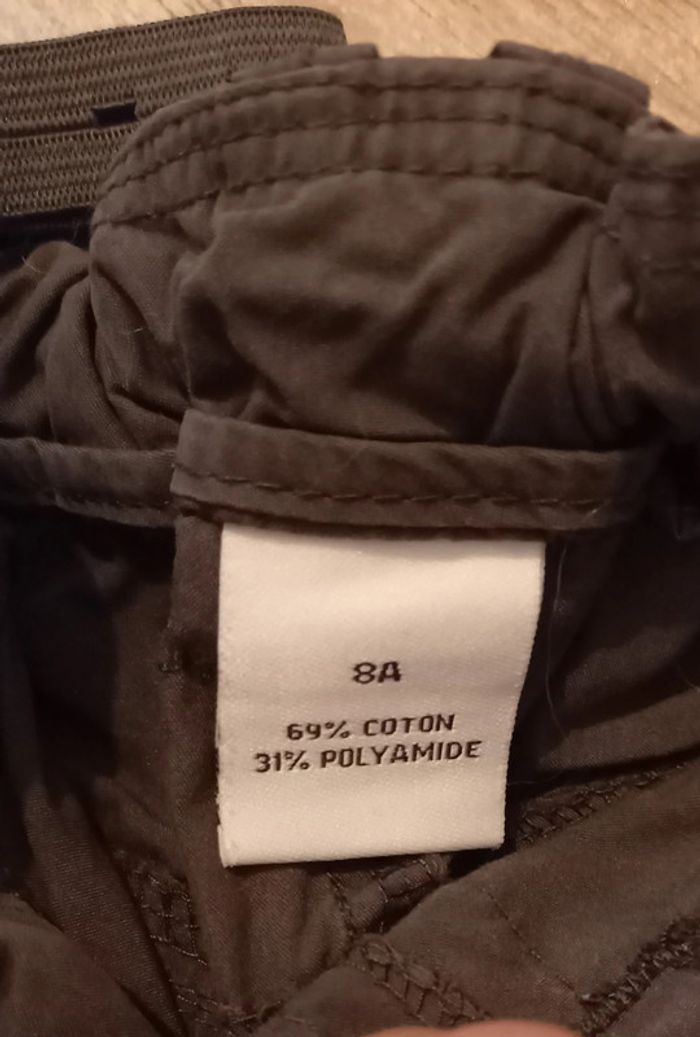 8A
69% COTON
31% POLYAMIDE